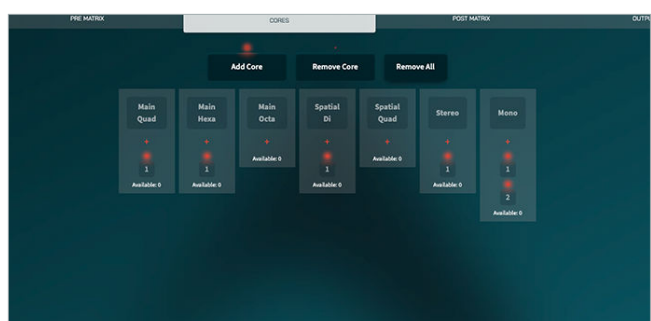 PRE MATRIX
CORES
POST MATRIX
OUTPU
Add Core
Remove Core
Remove All
Main Quad
Main Hexa
Main Octa
Spatial Di
Spatial Quad
Stereo
Mono
+
+
+
+
+
+
+
1
1
Available: 0
1
Available: 0
1
1
Available: 0
Available: 0
Available: 0
Available: 0
2
Available: 0